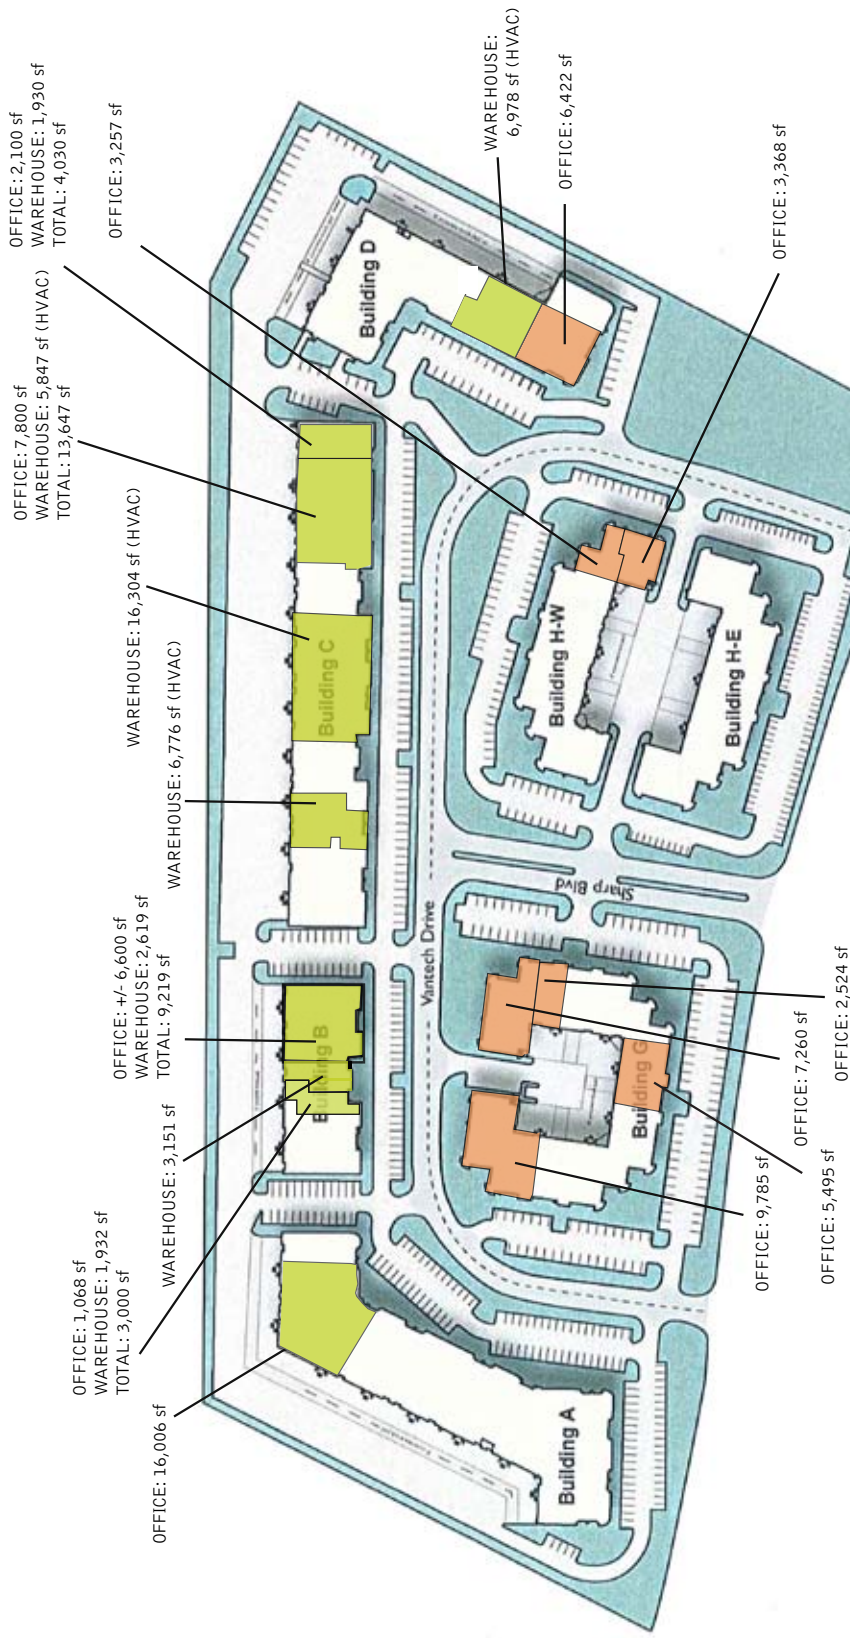 OFFICE: 16,006 sf
OFFICE: 1,068 sf
WAREHOUSE: 1,932 sf
TOTAL: 3,000 sf
WAREHOUSE: 3,151 sf
OFFICE: +/- 6,600 sf
WAREHOUSE: 2,619 sf
TOTAL: 9,219 sf
WAREHOUSE: 6,776 sf (HVAC)
WAREHOUSE: 16,304 sf (HVAC)
OFFICE: 7,800 sf
WAREHOUSE: 5,847 sf (HVAC)
TOTAL: 13,647 sf
OFFICE: 2,100 sf
WAREHOUSE: 1,930 sf
TOTAL: 4,030 sf
OFFICE: 3,257 sf
WAREHOUSE:
6,978 sf (HVAC)
OFFICE: 6,422 sf
OFFICE: 3,368 sf
Building A
Building B
Building C
Building D
Vantech Drive
Sharp Blvd
Building G
Building H-W
Building H-E
OFFICE: 9,785 sf
OFFICE: 5,495 sf
OFFICE: 7,260 sf
OFFICE: 2,524 sf